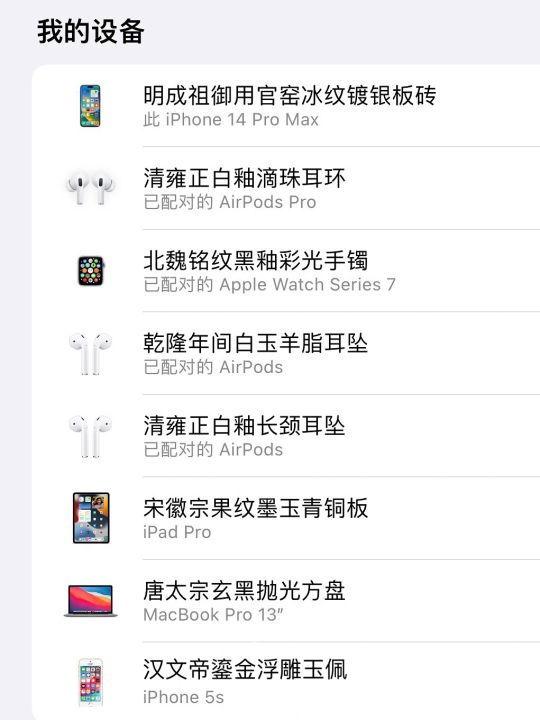 我的设备
明成祖御用官窑冰纹镀银板砖
此 iPhone 14 Pro Max
清雍正白釉滴珠耳环
已配对的 AirPods Pro
北魏铭纹黑釉彩光手镯
已配对的 Apple Watch Series 7
乾隆年间白玉羊脂耳坠
已配对的 AirPods
清雍正白釉长颈耳坠
已配对的 AirPods
宋徽宗果纹墨玉青铜板
iPad Pro
唐太宗玄黑抛光方盘
MacBook Pro 13”
汉文帝鎏金浮雕玉佩
iPhone 5s